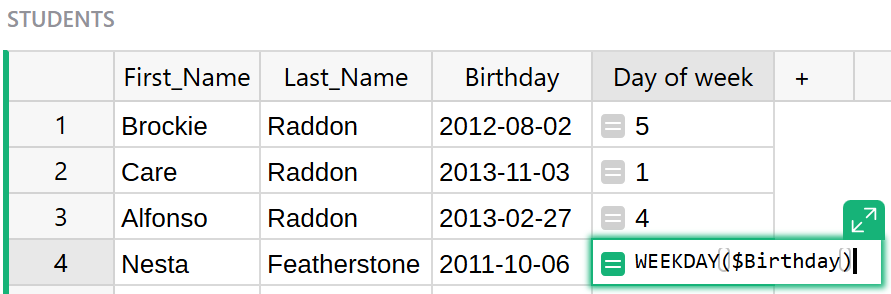 STUDENTS
First_Name Last_Name Birthday Day of week +
1 Brockie Raddon 2012-08-02 5
2 Care Raddon 2013-11-03 1
3 Alfonso Raddon 2013-02-27 4
4 Nesta Featherstone 2011-10-06 WEEKDAY($Birthday)